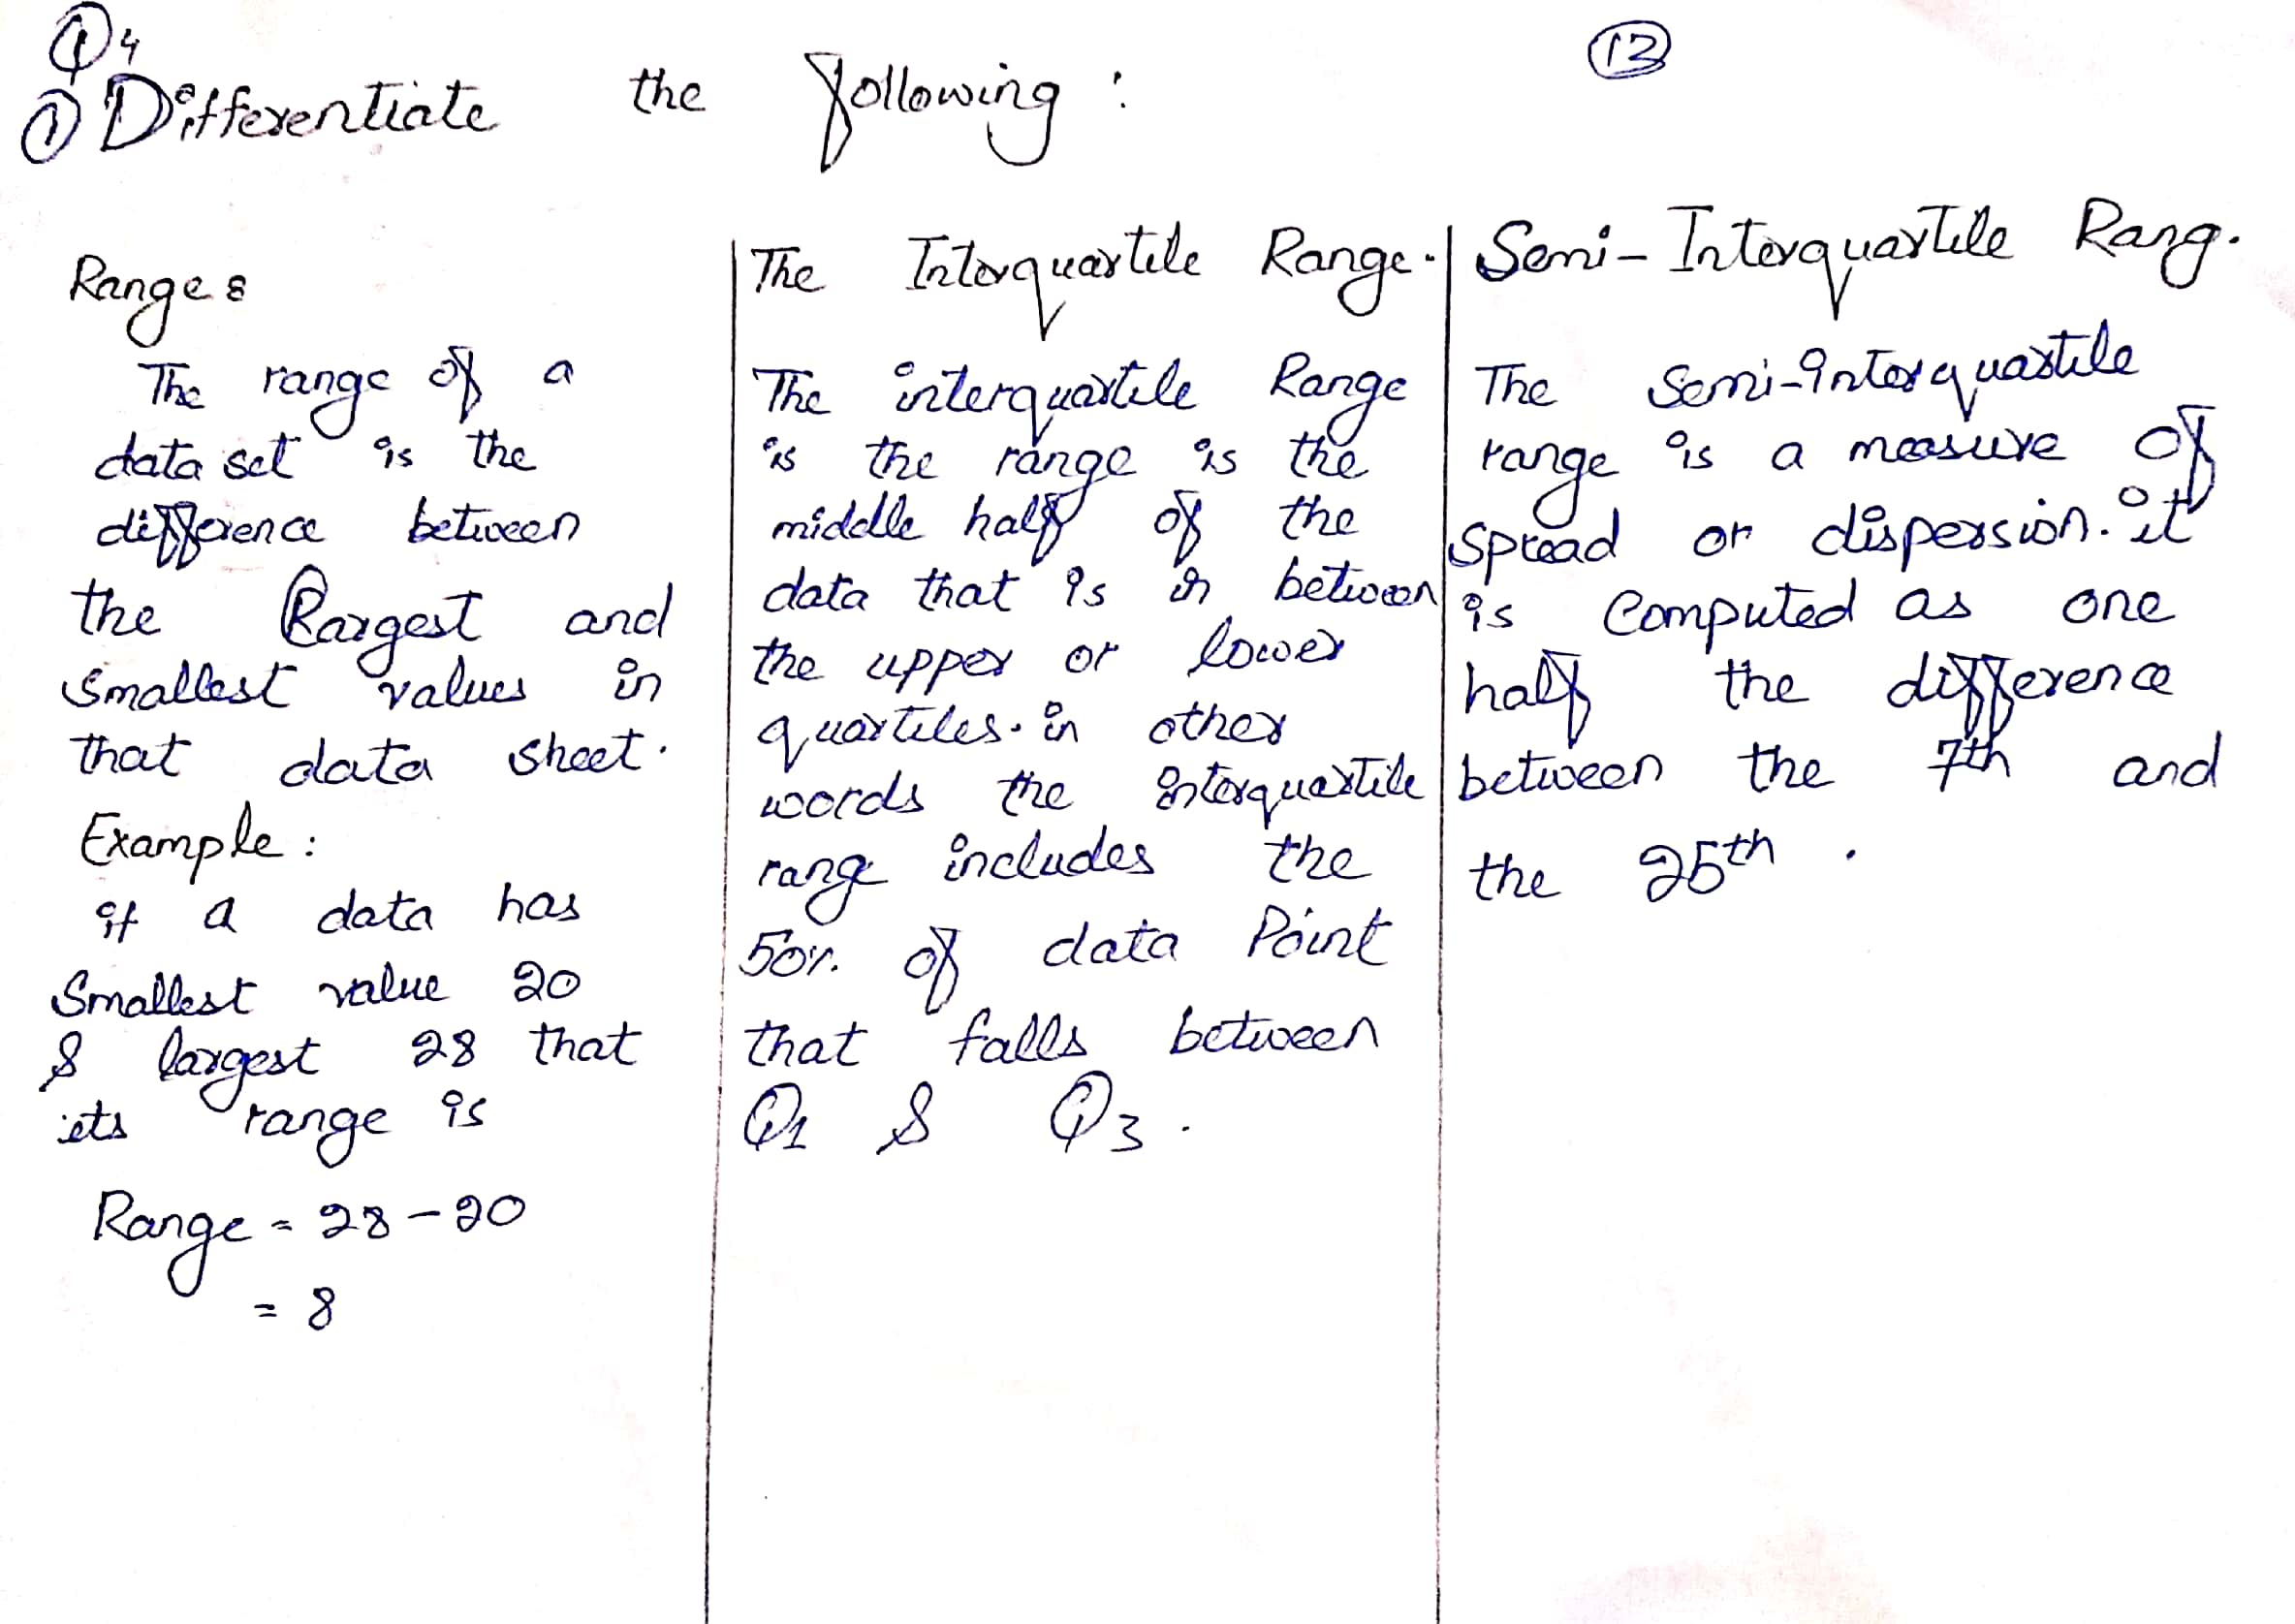 Q4
13
① Differentiate the following :
Range :
The range of a
data set is the
difference between
the largest and
smallest values in
that data sheet.
Example :
if a data has
Smallest value 20
& largest 28 that
its range is
Range = 28 - 20
= 8
The Interquartile Range.
The interquartile Range
is the range is the
middle half of the
data that is in between
the upper or lower
quartiles. in other
words the interquartile
range includes the
50% of data Point
that falls between
Q1 & Q3 .
Semi-Interquartile Rang.
The Semi-interquartile
range is a measure of
spread or dispersion. it
is Computed as one
half the difference
between the 7th and
the 25th .